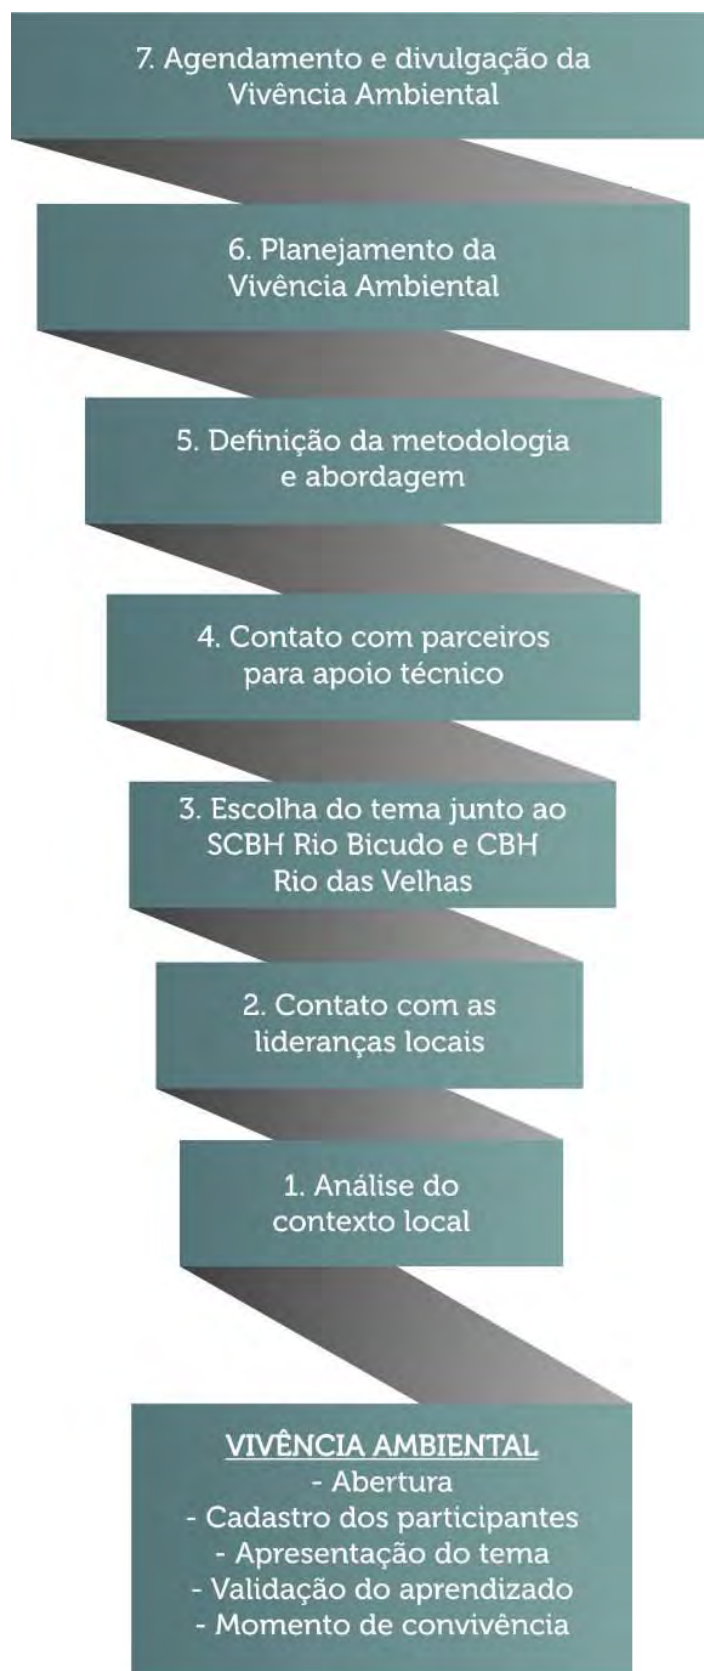 7. Agendamento e divulgação da
Vivência Ambiental
6. Planejamento da
Vivência Ambiental
5. Definição da metodologia
e abordagem
4. Contato com parceiros
para apoio técnico
3. Escolha do tema junto ao
SCBH Rio Bicudo e CBH
Rio das Velhas
2. Contato com as
lideranças locais
1. Análise do
contexto local
VIVÊNCIA AMBIENTAL
- Abertura
- Cadastro dos participantes
- Apresentação do tema
- Validação do aprendizado
- Momento de convivência